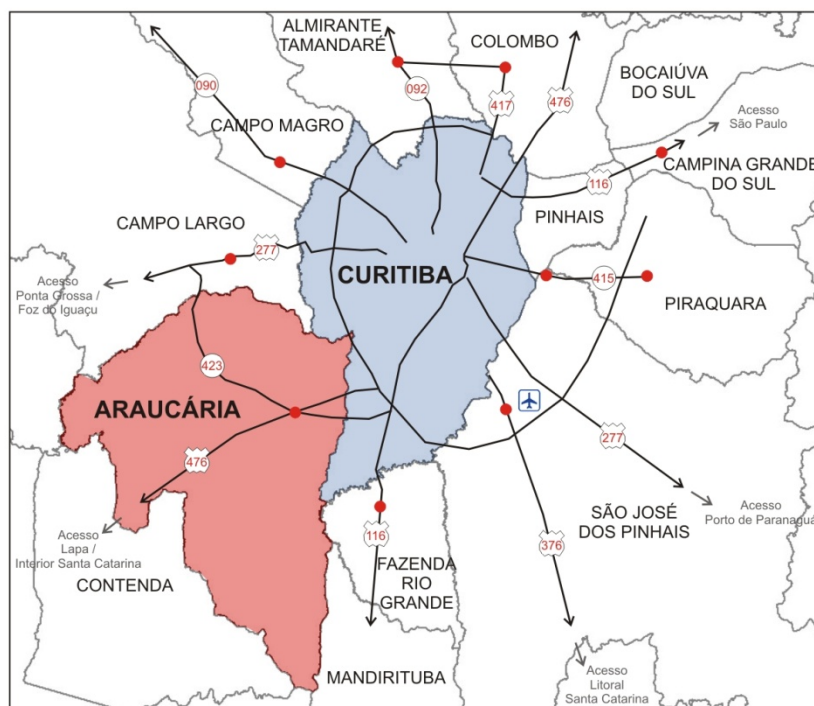 ALMIRANTE
TAMANDARÉ
COLOMBO
BOCAIÚVA
DO SUL
090
092
417
476
Acesso
São Paulo
CAMPO MAGRO
CAMPINA GRANDE
DO SUL
116
PINHAIS
CAMPO LARGO
277
CURITIBA
415
PIRAQUARA
Acesso
Ponta Grossa /
Foz do Iguaçu
423
ARAUCÁRIA
277
476
SÃO JOSÉ
DOS PINHAIS
Acesso
Porto de Paranaguá
Acesso
Lapa /
Interior Santa Catarina
116
376
CONTENDA
FAZENDA
RIO
GRANDE
MANDIRITUBA
Acesso
Litoral
Santa Catarina